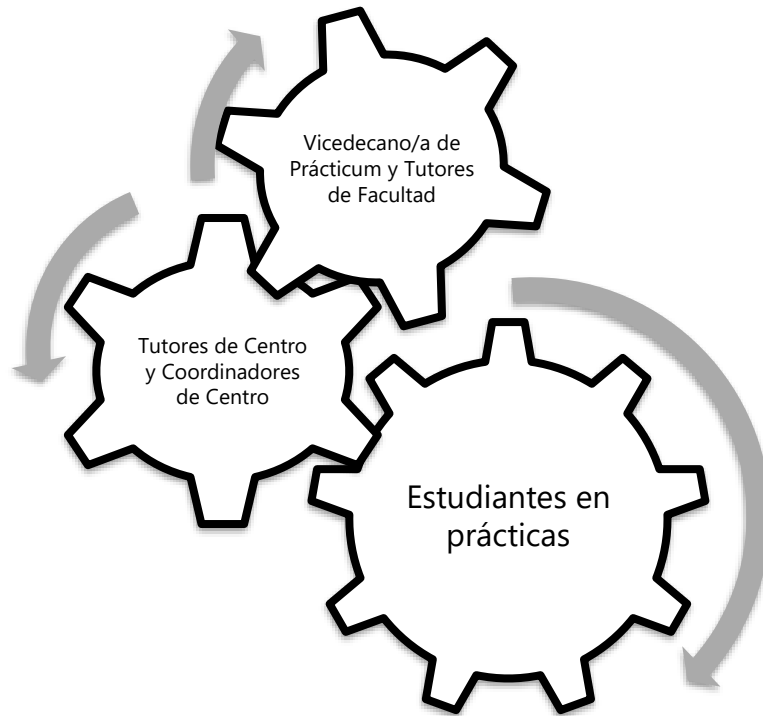 Vicedecano/a de
Prácticum y Tutores
de Facultad
Tutores de Centro
y Coordinadores
de Centro
Estudiantes en
prácticas